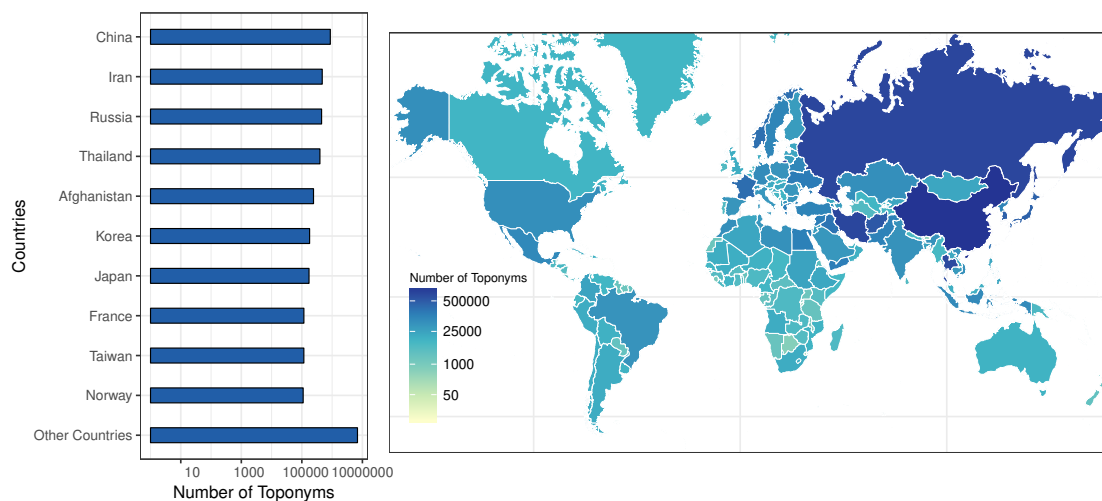 Countries
China
Iran
Russia
Thailand
Afghanistan
Korea
Japan
France
Taiwan
Norway
Other Countries
10 1000 100000 10000000
Number of Toponyms
Number of Toponyms
500000
25000
1000
50